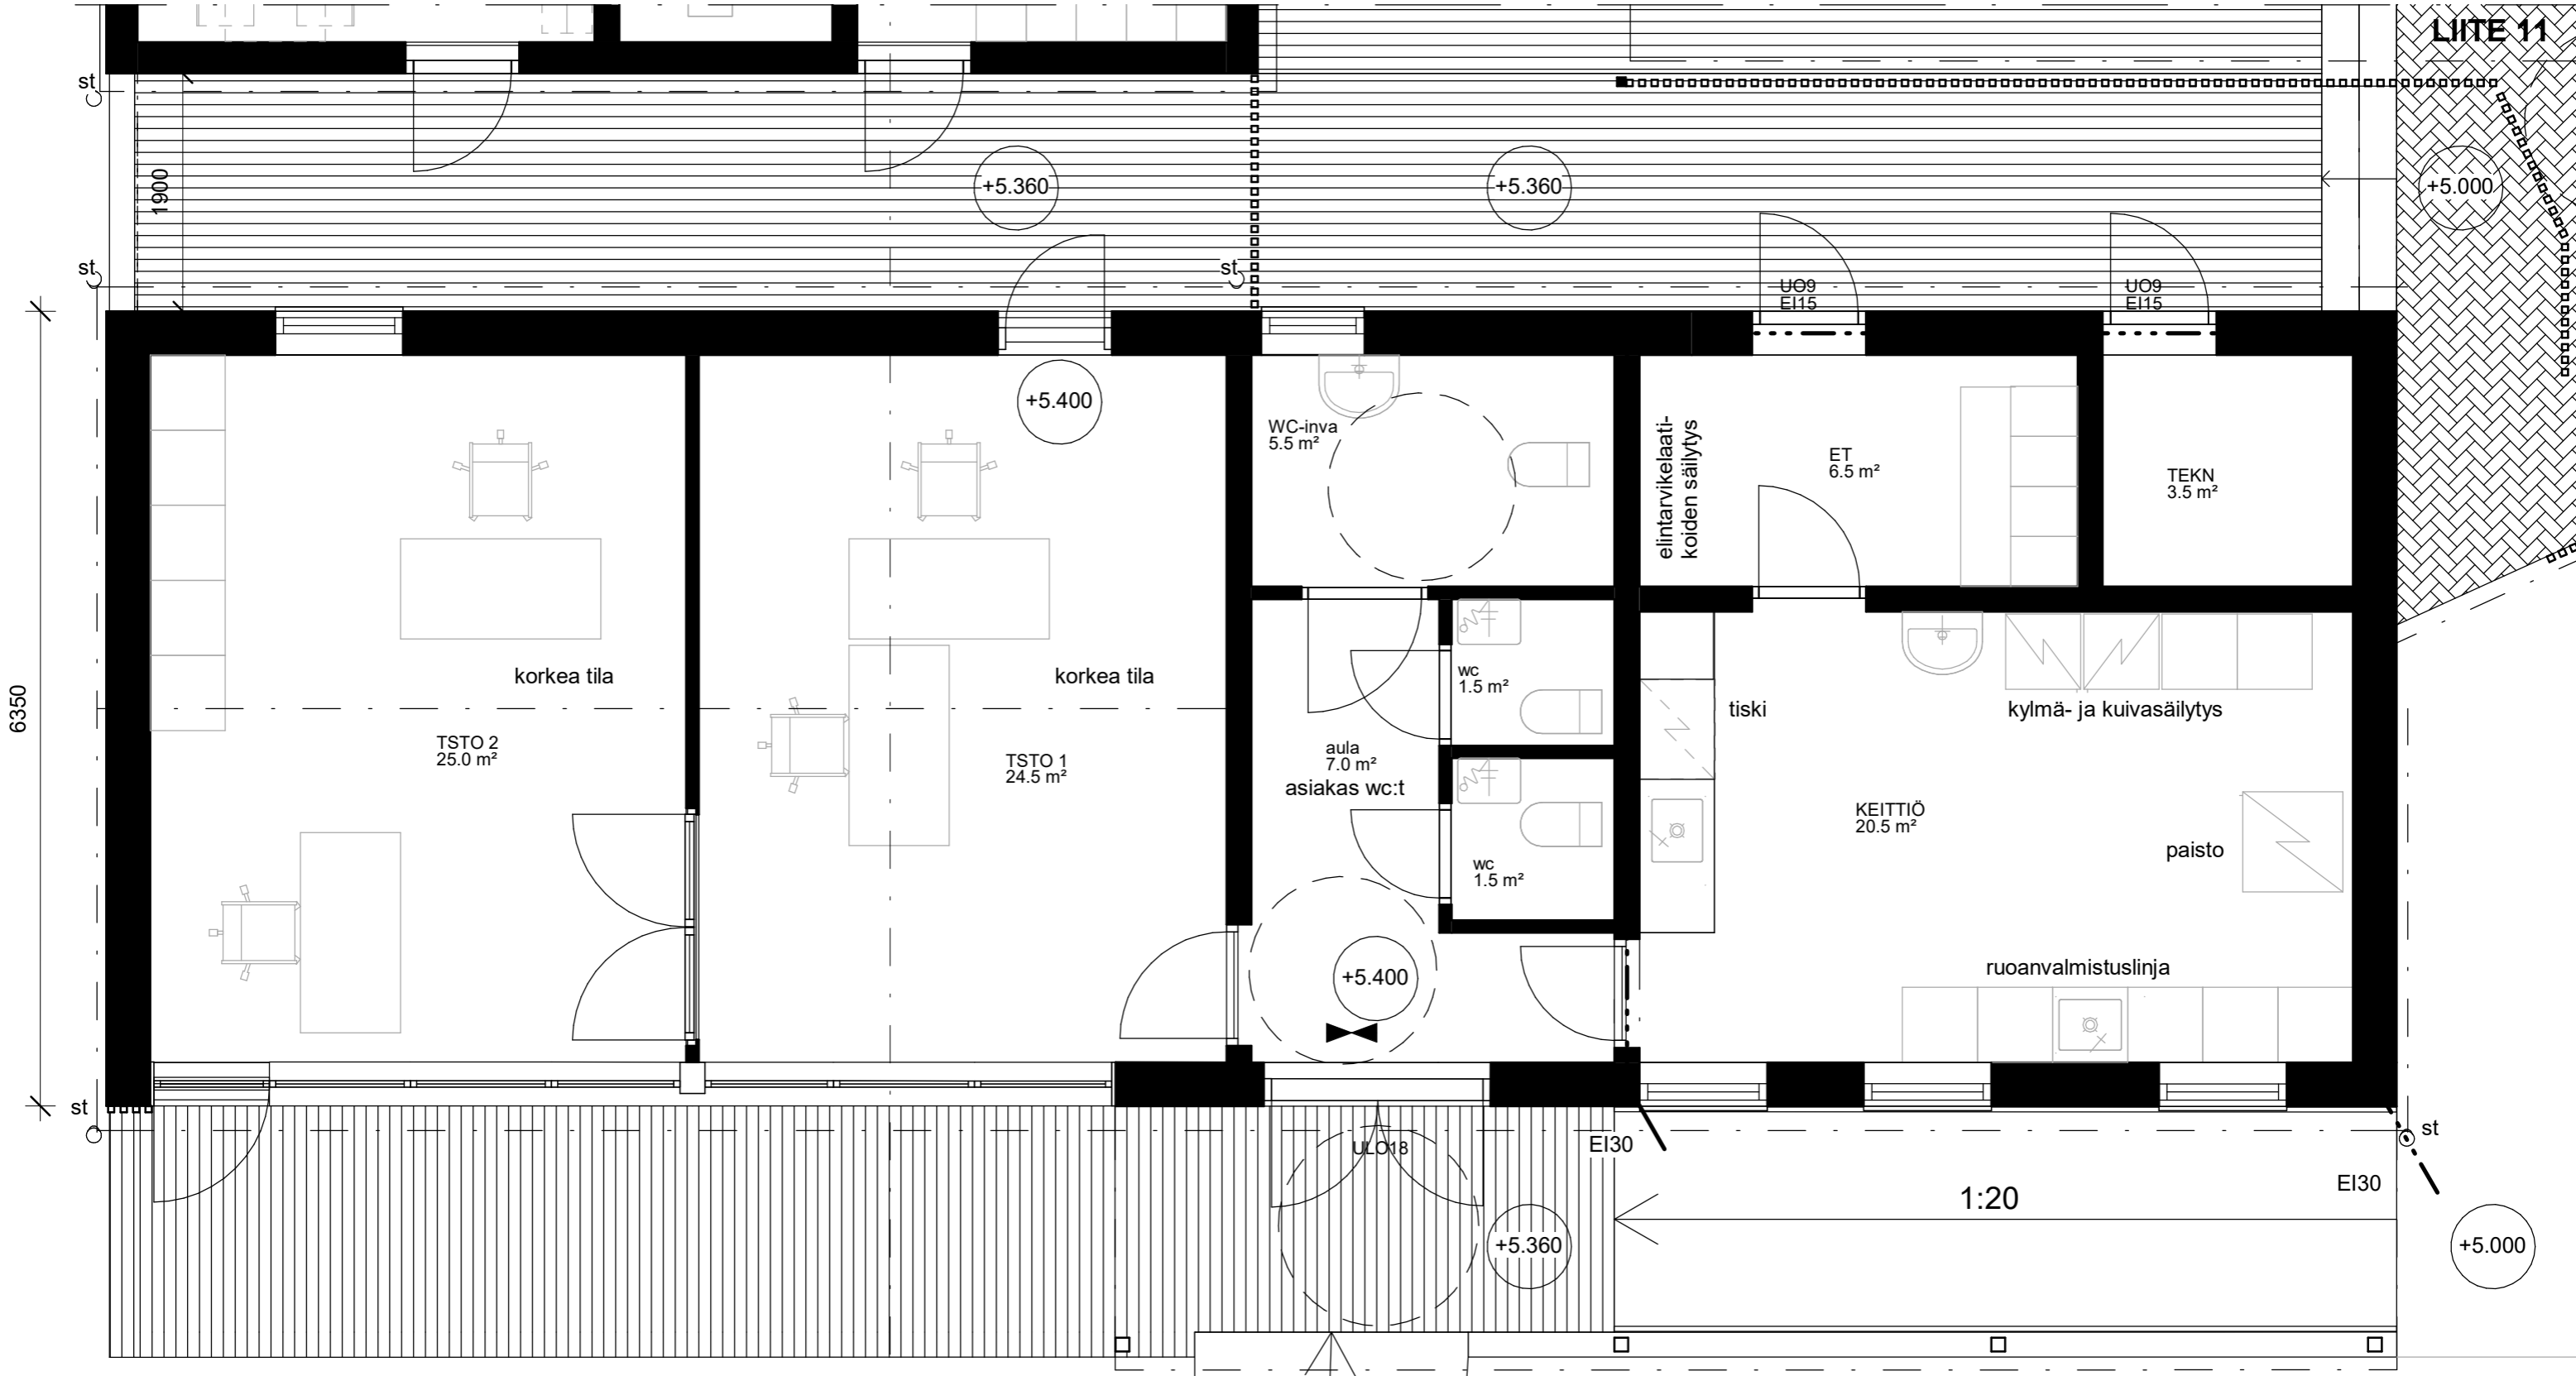 LIITE 11
st
1900
+5.360
+5.360
+5.000
st
st
UO9
EI15
UO9
EI15
+5.400
WC-inva
5.5 m²
elintarvikelaati-
koiden säilytys
ET
6.5 m²
TEKN
3.5 m²
6350
korkea tila
korkea tila
wc
1.5 m²
tiski
kylmä- ja kuivasäilytys
TSTO 2
25.0 m²
TSTO 1
24.5 m²
aula
7.0 m²
asiakas wc:t
KEITTIÖ
20.5 m²
paisto
wc
1.5 m²
+5.400
ruoanvalmistuslinja
st
ULO18
EI30
st
EI30
1:20
+5.360
+5.000